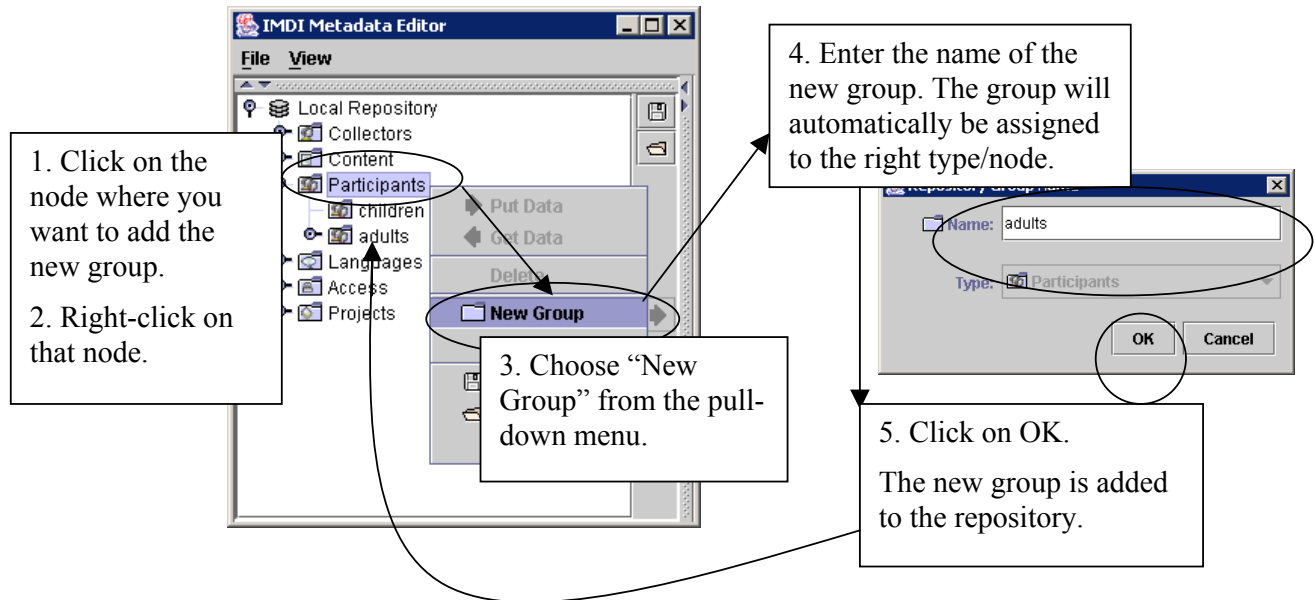 IMDI Metadata Editor
File View
Local Repository
Collectors
Content
Participants
children
adults
Languages
Access
Projects
Put Data
Get Data
Delete
New Group
1. Click on the
node where you
want to add the
new group.
2. Right-click on
that node.
3. Choose “New
Group” from the pull-
down menu.
4. Enter the name of the
new group. The group will
automatically be assigned
to the right type/node.
Repository Group
Name: adults
Type: Participants
OK Cancel
5. Click on OK.
The new group is added
to the repository.